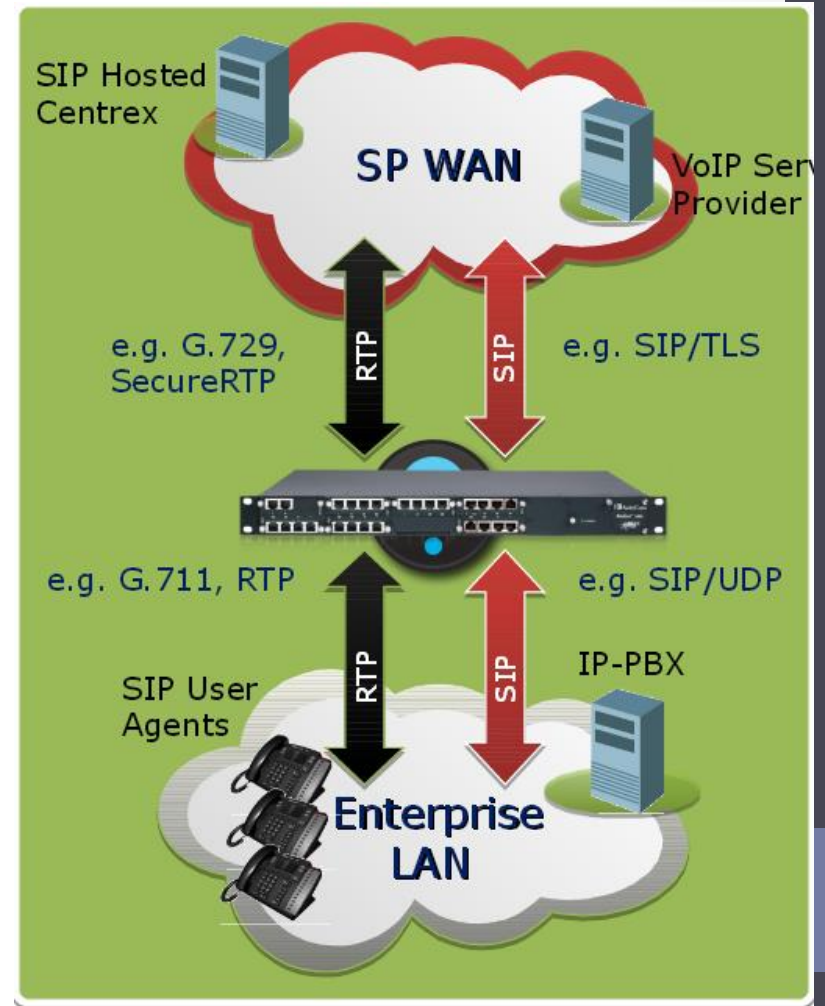 SIP Hosted
Centrex
SP WAN
VoIP Serv
Provider
e.g. G.729,
SecureRTP
RTP
SIP
e.g. SIP/TLS
e.g. G.711, RTP
e.g. SIP/UDP
RTP
SIP
IP-PBX
SIP User
Agents
Enterprise
LAN